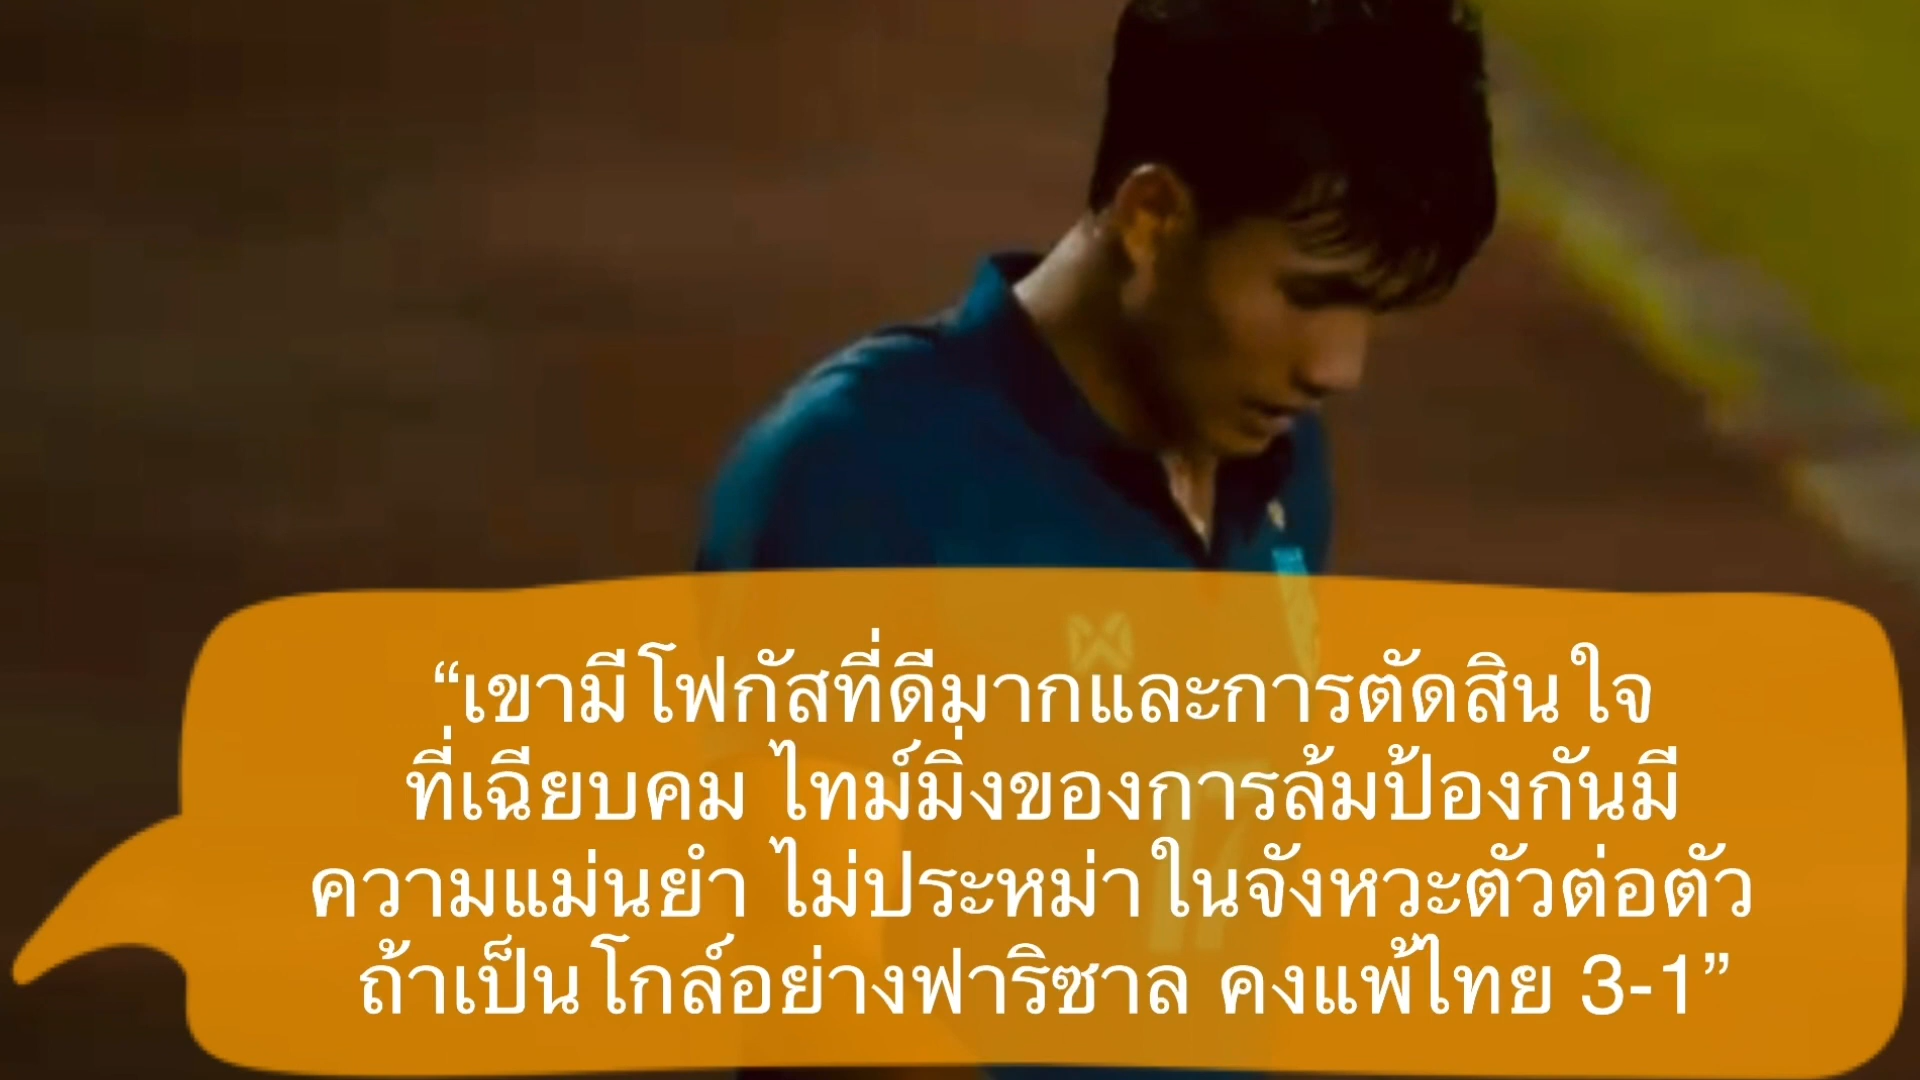 “เขามีโฟกัสที่ดีมากและการตัดสินใจ
ที่เฉียบคม ไทม์มิ่งของการล้มป้องกันมี
ความแม่นยำ ไม่ประหม่าในจังหวะตัวต่อตัว
ถ้าเป็นโกล์อย่างฟาริซาล คงแพ้ไทย 3-1”
17